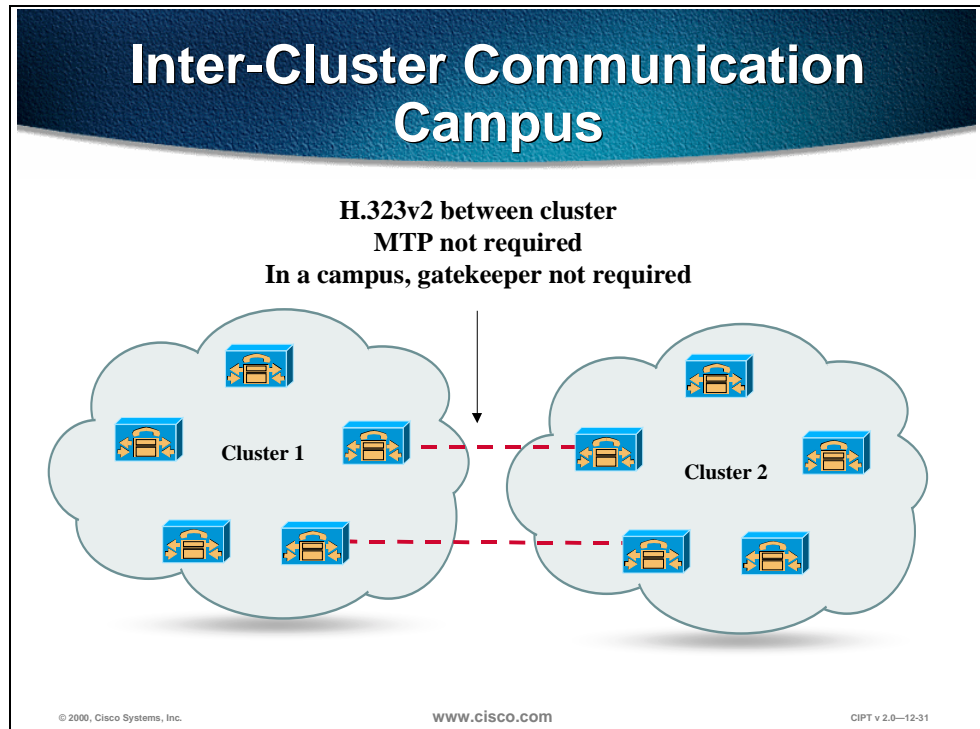 Inter-Cluster Communication
Campus
H.323v2 between cluster
MTP not required
In a campus, gatekeeper not required
Cluster 1
Cluster 2
© 2000, Cisco Systems, Inc.
www.cisco.com
CIPT v 2.0—12-31